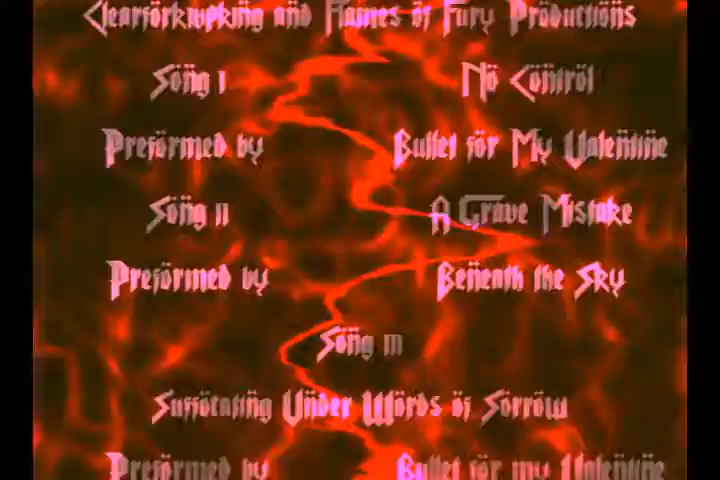 and Flames of Fury Productions
Song I No Control
Preformed by Bullet for My Valentine
Song II A Grave Mistake
Preformed by Beneath the Sky
Song III
Suffocating Under Words of Sorrow
Preformed by Bullet for my Valentine